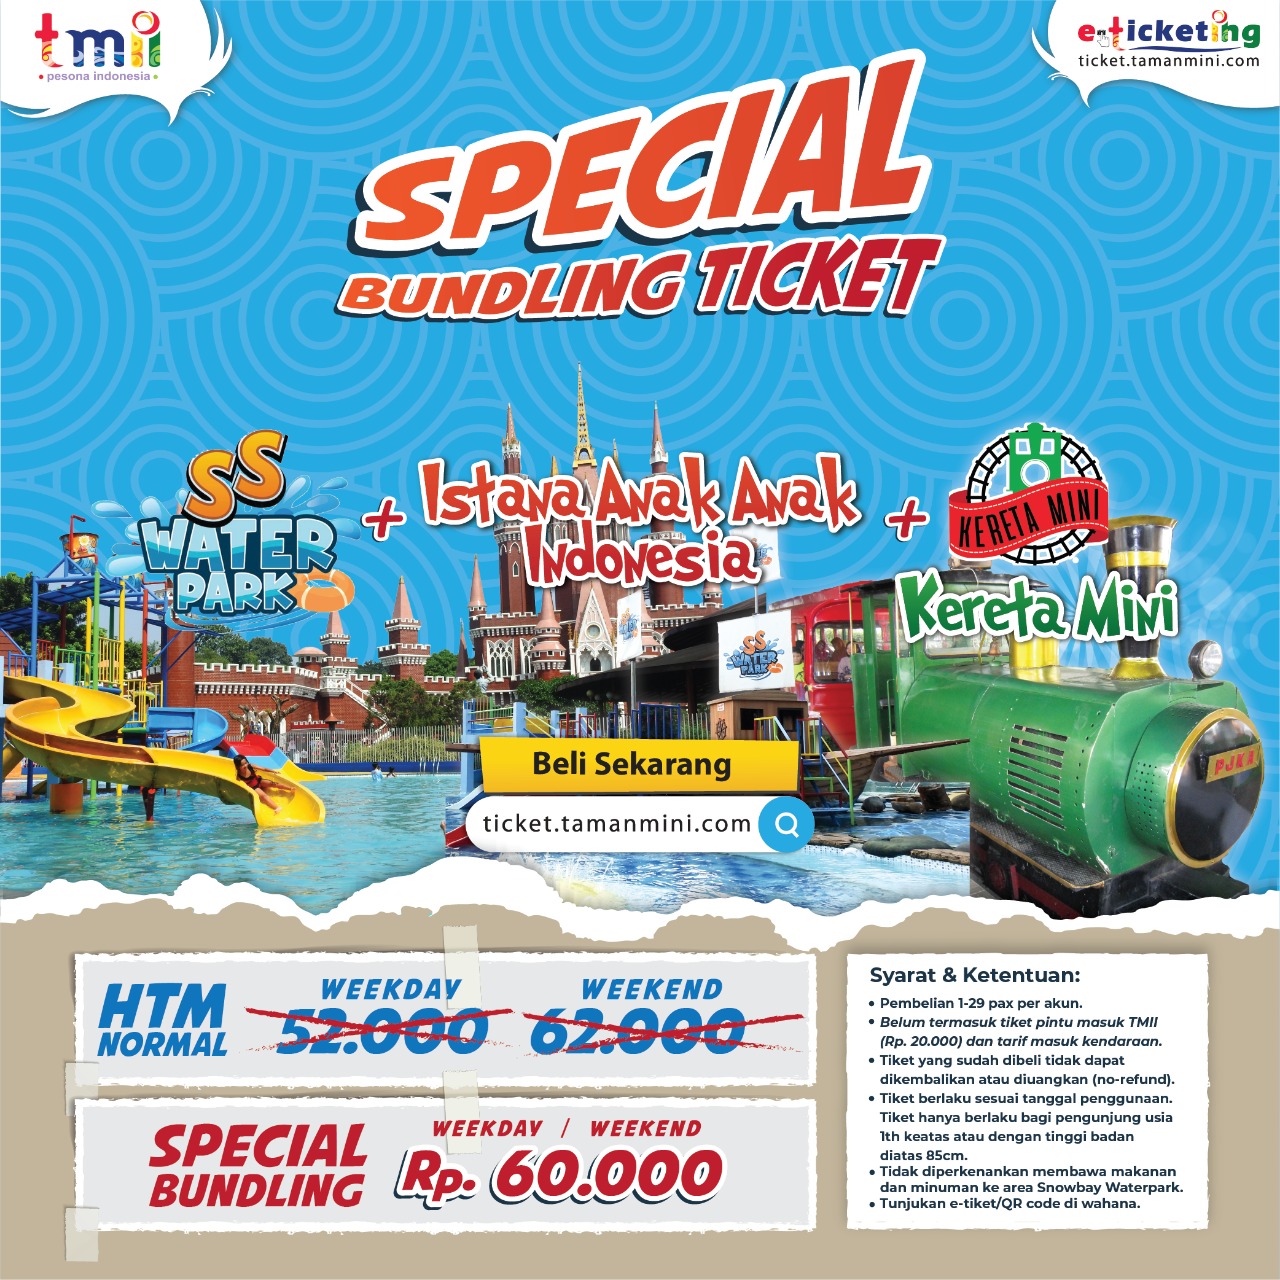 tmii
• pesona indonesia •
e-ticketing
ticket.tamanmini.com
SPECIAL
BUNDLING TICKET
SS
WATER
PARK
+
Istana Anak Anak
Indonesia
+
KERETA MINI
Kereta Mini
SS
WATER
PARK
PJKA
Beli Sekarang
ticket.tamanmini.com
HTM
NORMAL
WEEKDAY
52.000
WEEKEND
62.000
SPECIAL
BUNDLING
WEEKDAY / WEEKEND
Rp. 60.000
Syarat & Ketentuan:
• Pembelian 1-29 pax per akun.
• Belum termasuk tiket pintu masuk TMII
(Rp. 20.000) dan tarif masuk kendaraan.
• Tiket yang sudah dibeli tidak dapat
dikembalikan atau diuangkan (no-refund).
• Tiket berlaku sesuai tanggal penggunaan.
Tiket hanya berlaku bagi pengunjung usia
1th keatas atau dengan tinggi badan
diatas 85cm.
• Tidak diperkenankan membawa makanan
dan minuman ke area Snowbay Waterpark.
• Tunjukan e-tiket/QR code di wahana.